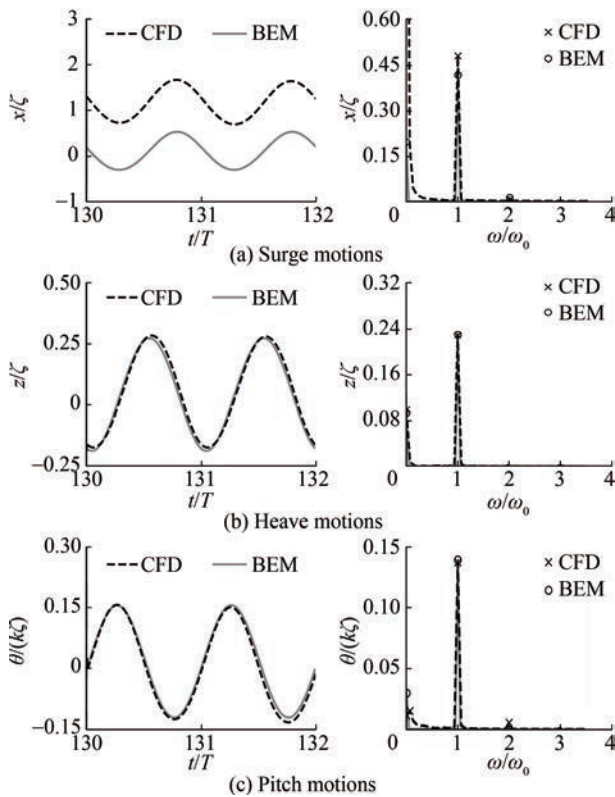 3
CFD BEM
2
1
0
−1
x/ζ
130 131 132
t/T
0.60
× CFD
○ BEM
0.45
0.30
0.15
x/ζ
0 1 2 3 4
ω/ω₀
(a) Surge motions
0.50
CFD BEM
0.25
0
−0.25
z/ζ
130 131 132
t/T
0.32
× CFD
○ BEM
0.24
0.16
0.08
z/ζ
0 1 2 3 4
ω/ω₀
(b) Heave motions
0.30
CFD BEM
0.15
0
−0.15
θ/(kζ)
130 131 132
t/T
0.15
× CFD
○ BEM
0.10
0.05
θ/(kζ)
0 1 2 3 4
ω/ω₀
(c) Pitch motions